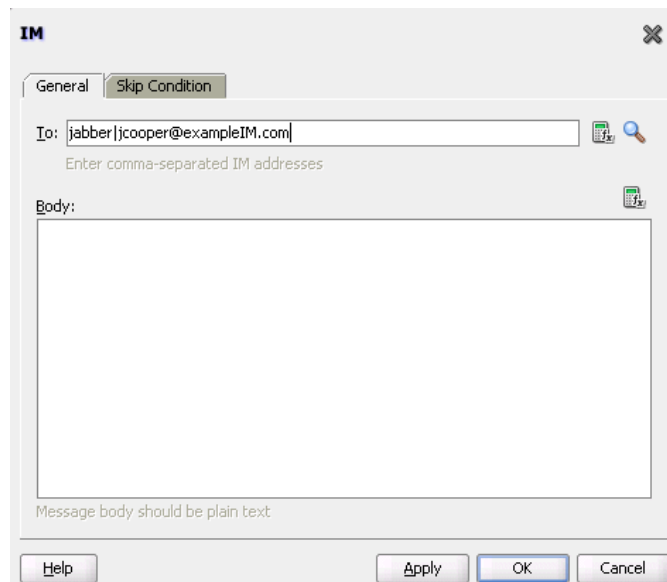 IM
General Skip Condition
To: jabber|jcooper@exampleIM.com
Enter comma-separated IM addresses
Body:
Message body should be plain text
Help Apply OK Cancel